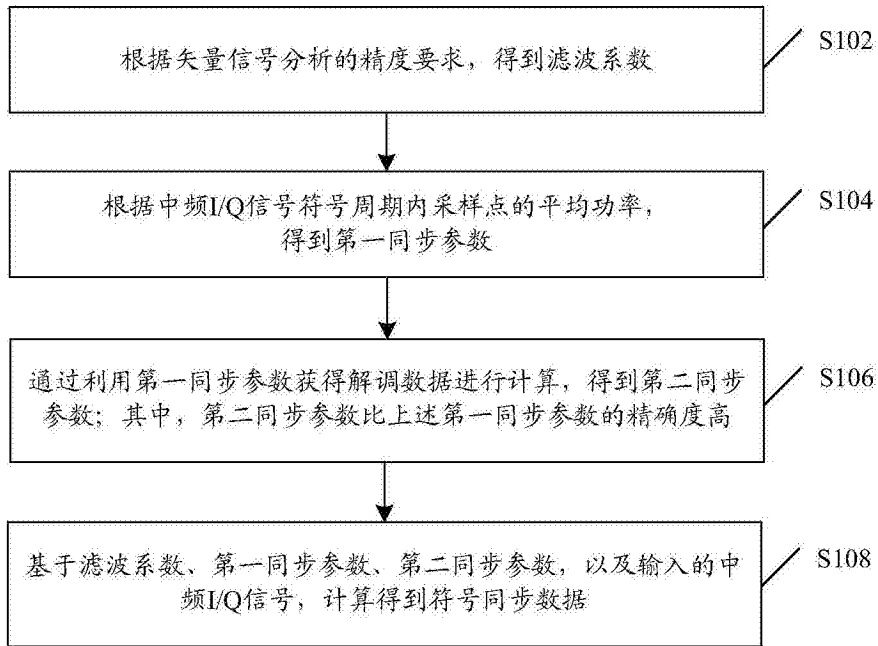 根据矢量信号分析的精度要求，得到滤波系数
S102
根据中频I/Q信号符号周期内采样点的平均功率，
得到第一同步参数
S104
通过利用第一同步参数获得解调数据进行计算，得到第二同步
参数；其中，第二同步参数比上述第一同步参数的精确度高
S106
基于滤波系数、第一同步参数、第二同步参数，以及输入的中
频I/Q信号，计算得到符号同步数据
S108